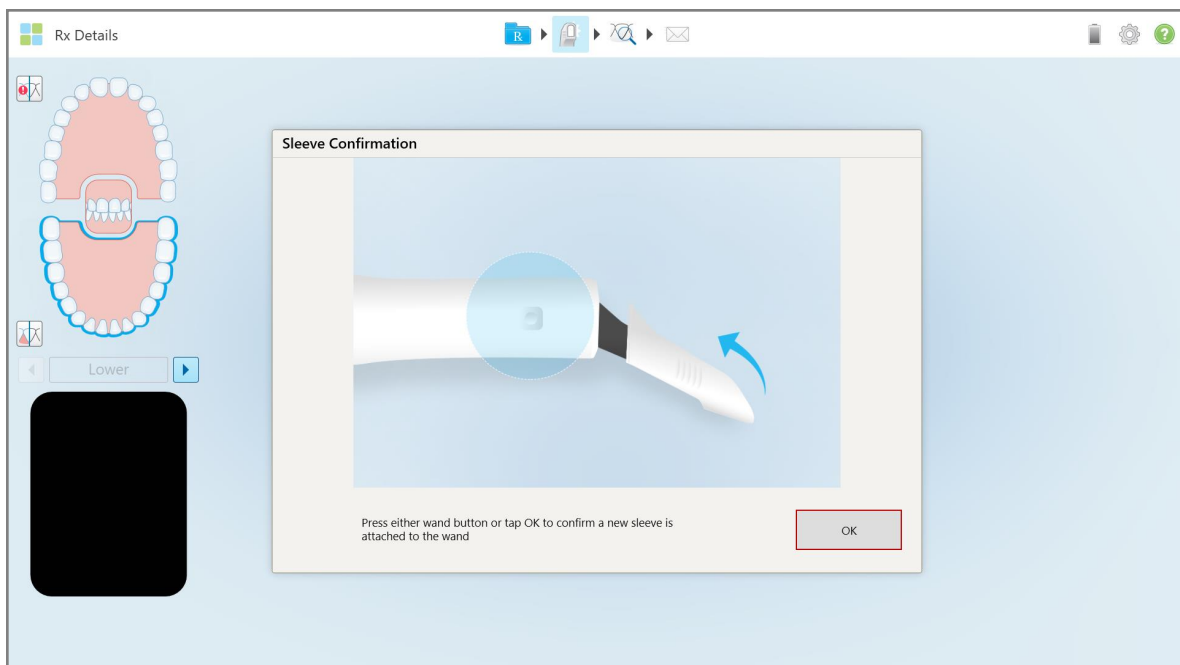 Rx Details
R
?
Sleeve Confirmation
Lower
Press either wand button or tap OK to confirm a new sleeve is
attached to the wand
OK